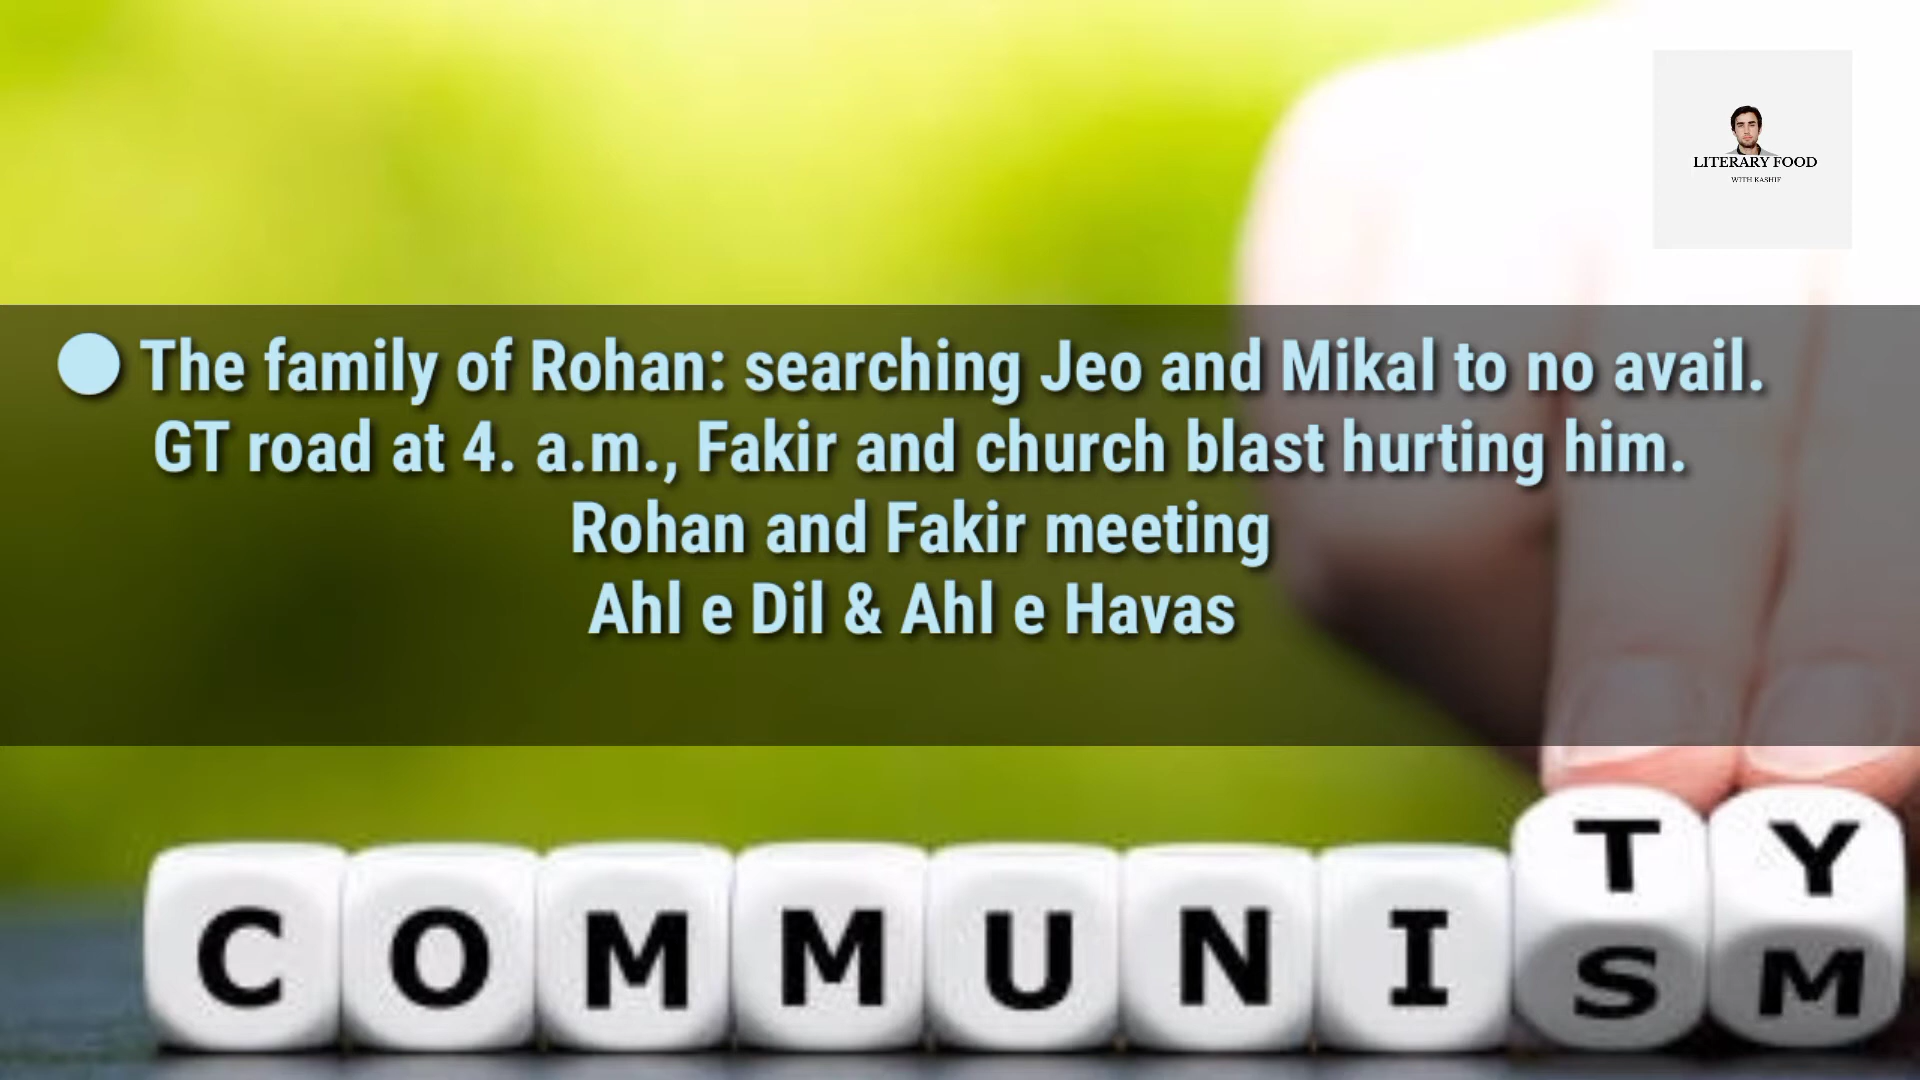 LITERARY FOOD
WITH KASHIF
The family of Rohan: searching Jeo and Mikal to no avail.
GT road at 4. a.m., Fakir and church blast hurting him.
Rohan and Fakir meeting
Ahl e Dil & Ahl e Havas
T Y
C O M M U N I S M